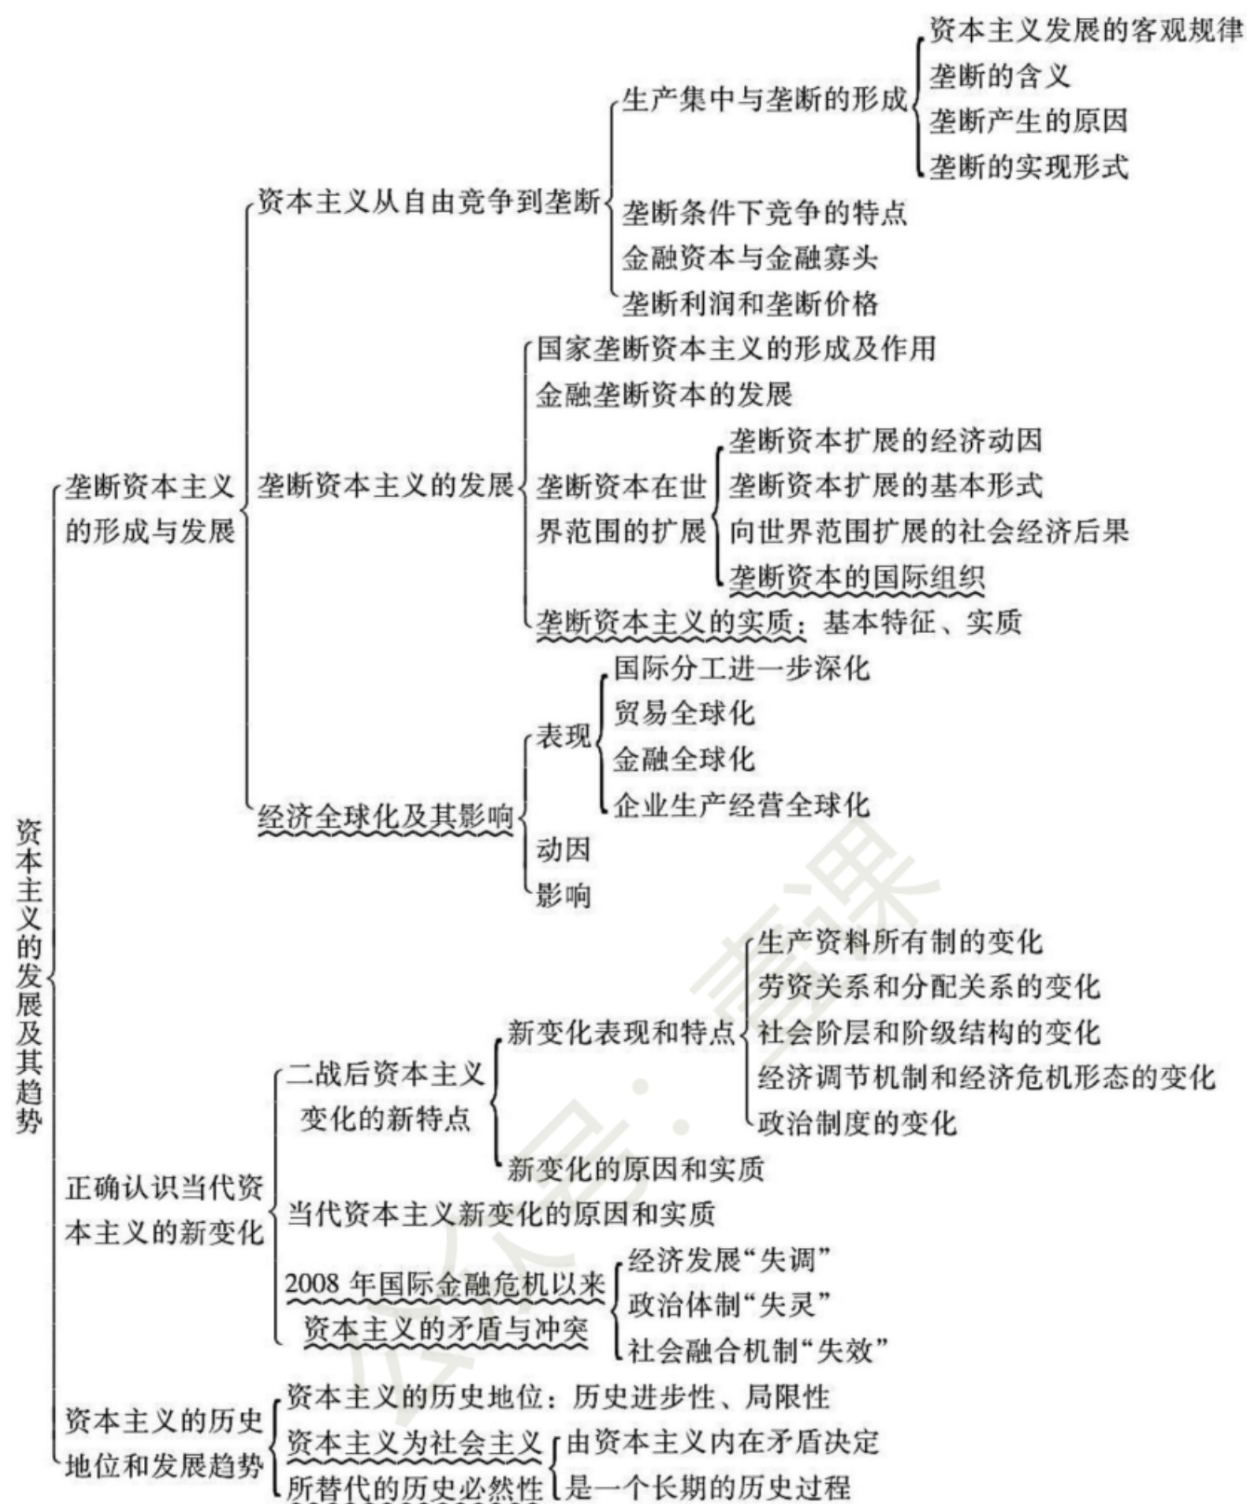 资本主义的发展及其趋势
垄断资本主义
的形成与发展
资本主义从自由竞争到垄断
生产集中与垄断的形成
资本主义发展的客观规律
垄断的含义
垄断产生的原因
垄断的实现形式
垄断条件下竞争的特点
金融资本与金融寡头
垄断利润和垄断价格
垄断资本主义的发展
国家垄断资本主义的形成及作用
金融垄断资本的发展
垄断资本在世
界范围的扩展
垄断资本扩展的经济动因
垄断资本扩展的基本形式
向世界范围扩展的社会经济后果
垄断资本的国际组织
垄断资本主义的实质：基本特征、实质
经济全球化及其影响
表现
国际分工进一步深化
贸易全球化
金融全球化
企业生产经营全球化
动因
影响
正确认识当代资
本主义的新变化
二战后资本主义
变化的新特点
新变化表现和特点
生产资料所有制的变化
劳资关系和分配关系的变化
社会阶层和阶级结构的变化
经济调节机制和经济危机形态的变化
政治制度的变化
新变化的原因和实质
当代资本主义新变化的原因和实质
2008 年国际金融危机以来
资本主义的矛盾与冲突
经济发展“失调”
政治体制“失灵”
社会融合机制“失效”
资本主义的历史
地位和发展趋势
资本主义的历史地位：历史进步性、局限性
资本主义为社会主义
所替代的历史必然性
由资本主义内在矛盾决定
是一个长期的历史过程
公众号：壹课